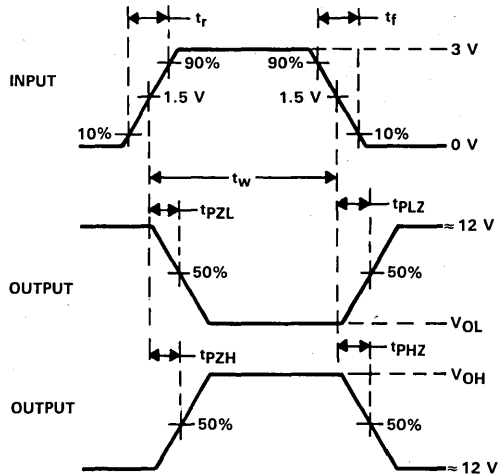 tr
tf
3 V
90%
90%
INPUT
1.5 V
1.5 V
10%
10%
0 V
tw
tPZL
tPLZ
≈ 12 V
50%
50%
OUTPUT
VOL
tPZH
tPHZ
VOH
OUTPUT
50%
50%
≈ 12 V